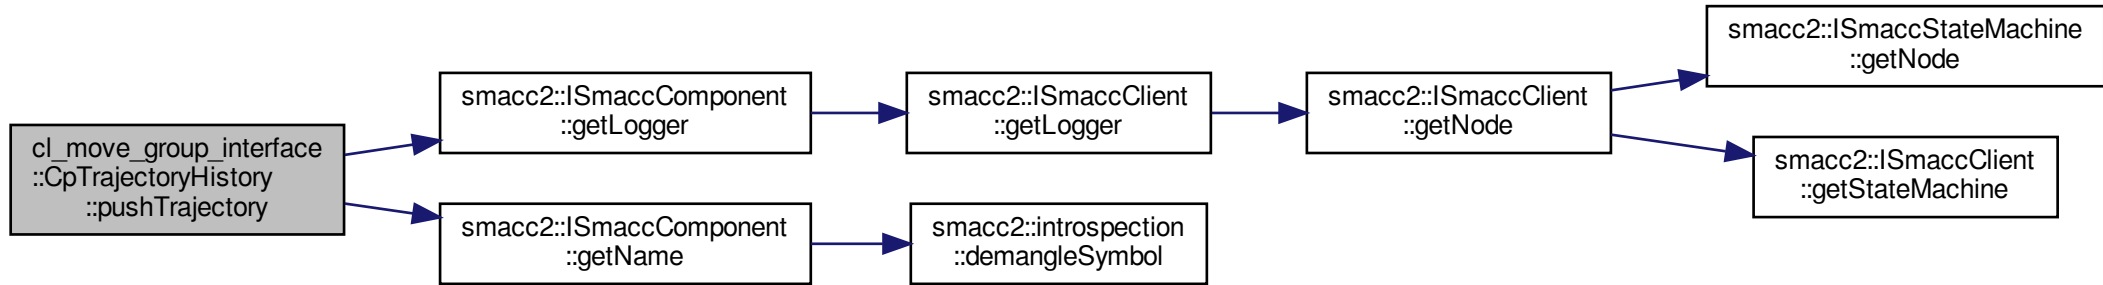 cl_move_group_interface
::CpTrajectoryHistory
::pushTrajectory
smacc2::ISmaccComponent
::getLogger
smacc2::ISmaccClient
::getLogger
smacc2::ISmaccClient
::getNode
smacc2::ISmaccStateMachine
::getNode
smacc2::ISmaccClient
::getStateMachine
smacc2::ISmaccComponent
::getName
smacc2::introspection
::demangleSymbol